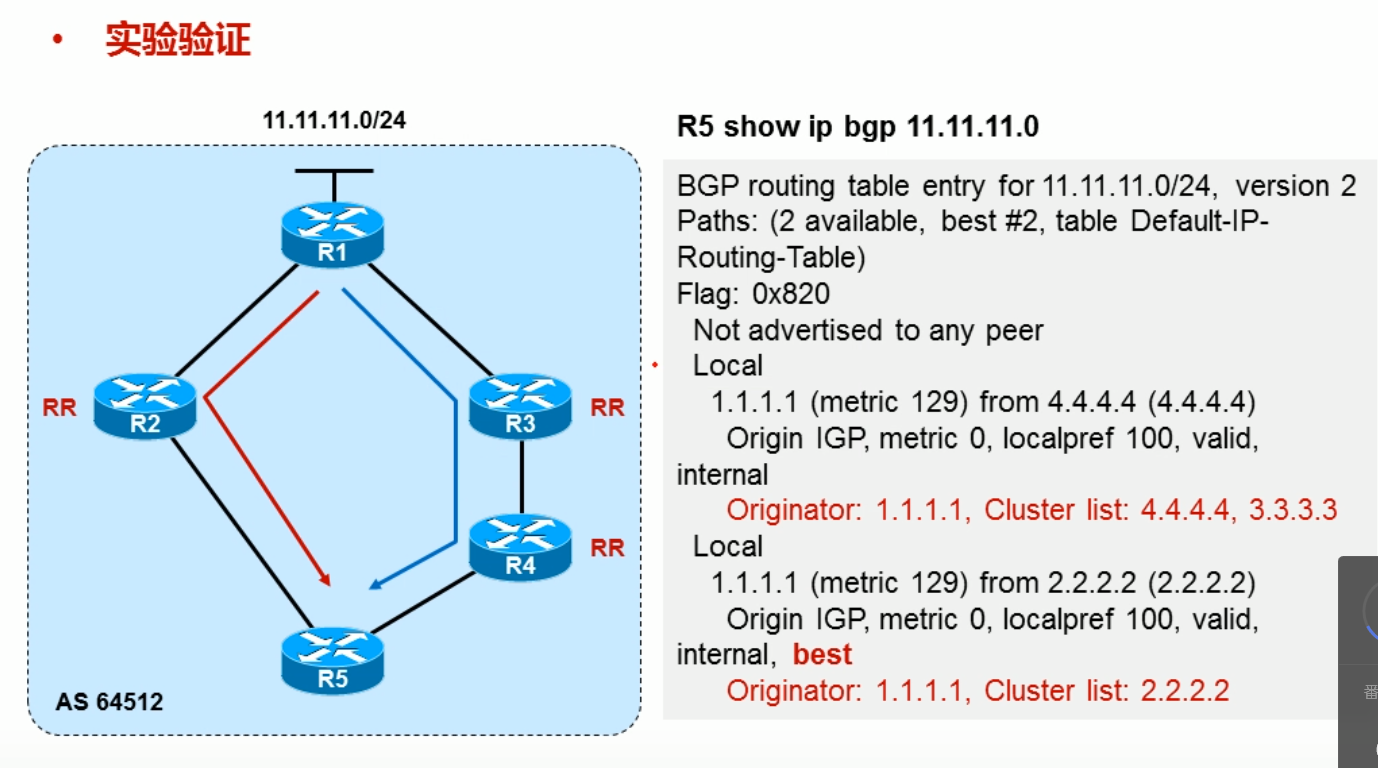 • 实验验证
11.11.11.0/24
R1
RR
R2
R3
RR
R4
RR
R5
AS 64512
R5 show ip bgp 11.11.11.0
BGP routing table entry for 11.11.11.0/24, version 2
Paths: (2 available, best #2, table Default-IP-
Routing-Table)
Flag: 0x820
Not advertised to any peer
Local
1.1.1.1 (metric 129) from 4.4.4.4 (4.4.4.4)
Origin IGP, metric 0, localpref 100, valid,
internal
Originator: 1.1.1.1, Cluster list: 4.4.4.4, 3.3.3.3
Local
1.1.1.1 (metric 129) from 2.2.2.2 (2.2.2.2)
Origin IGP, metric 0, localpref 100, valid,
internal, best
Originator: 1.1.1.1, Cluster list: 2.2.2.2